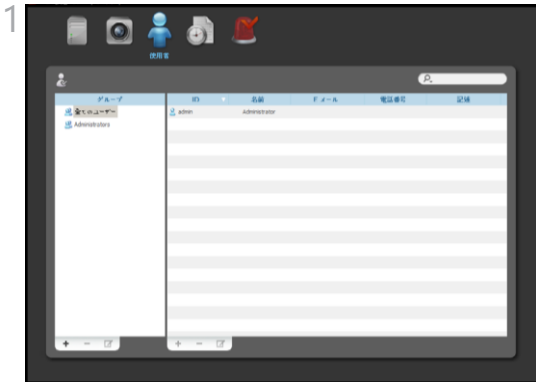 1
使用者
グループ
ID 名前 Eメール 電話番号 記録
全てのユーザー
admin Administrator
Administrators